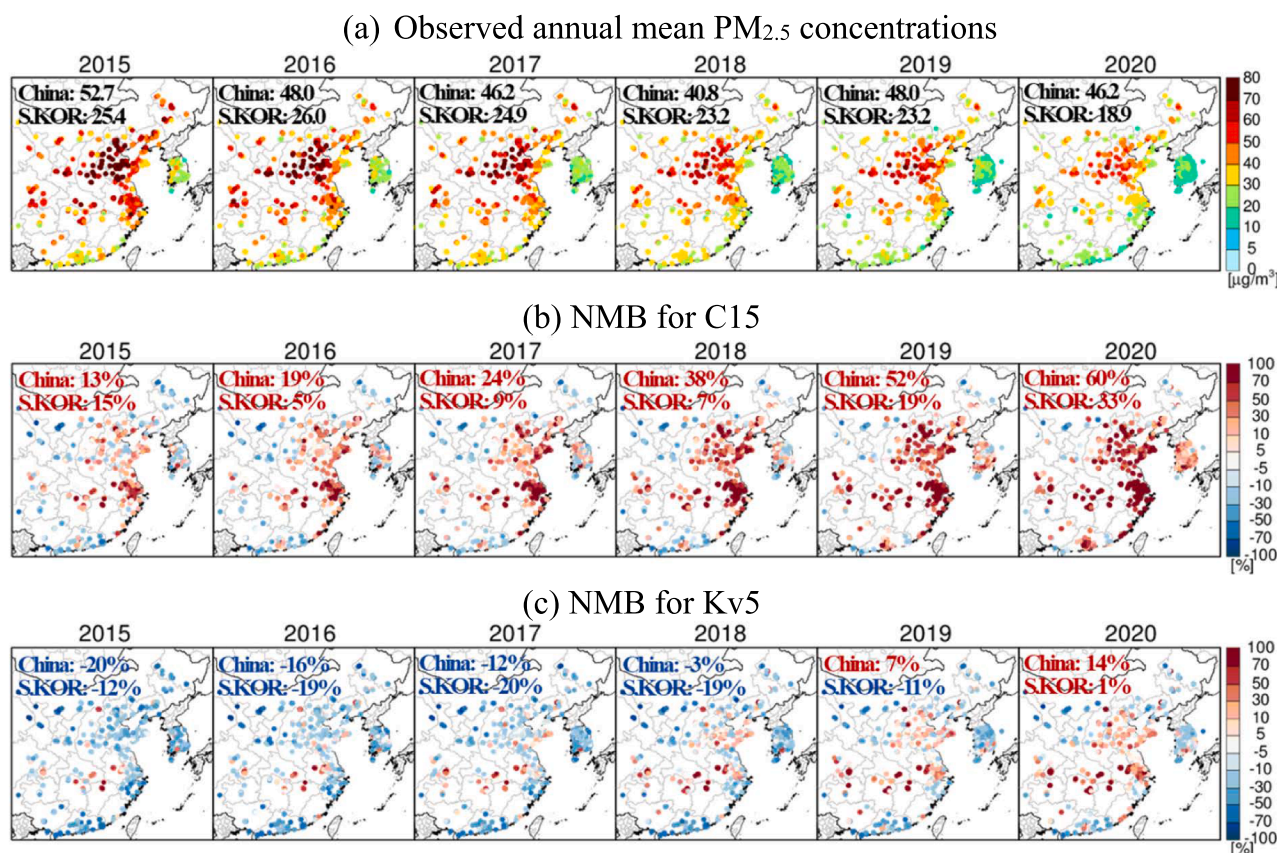 (a) Observed annual mean PM2.5 concentrations
2015 2016 2017 2018 2019 2020
China: 52.7 China: 48.0 China: 46.2 China: 40.8 China: 48.0 China: 46.2
S.KOR: 25.4 S.KOR: 26.0 S.KOR: 24.9 S.KOR: 23.2 S.KOR: 23.2 S.KOR: 18.9
80
70
60
50
40
30
20
10
5
0
[μg/m³]
(b) NMB for C15
2015 2016 2017 2018 2019 2020
China: 13% China: 19% China: 24% China: 38% China: 52% China: 60%
S.KOR: 15% S.KOR: 5% S.KOR: 9% S.KOR: 7% S.KOR: 19% S.KOR: 33%
100
70
50
30
10
5
-5
-10
-30
-50
-70
-100
[%]
(c) NMB for Kv5
2015 2016 2017 2018 2019 2020
China: -20% China: -16% China: -12% China: -3% China: 7% China: 14%
S.KOR: -12% S.KOR: -19% S.KOR: -20% S.KOR: -19% S.KOR: -11% S.KOR: 1%
100
70
50
30
10
5
-5
-10
-30
-50
-70
-100
[%]